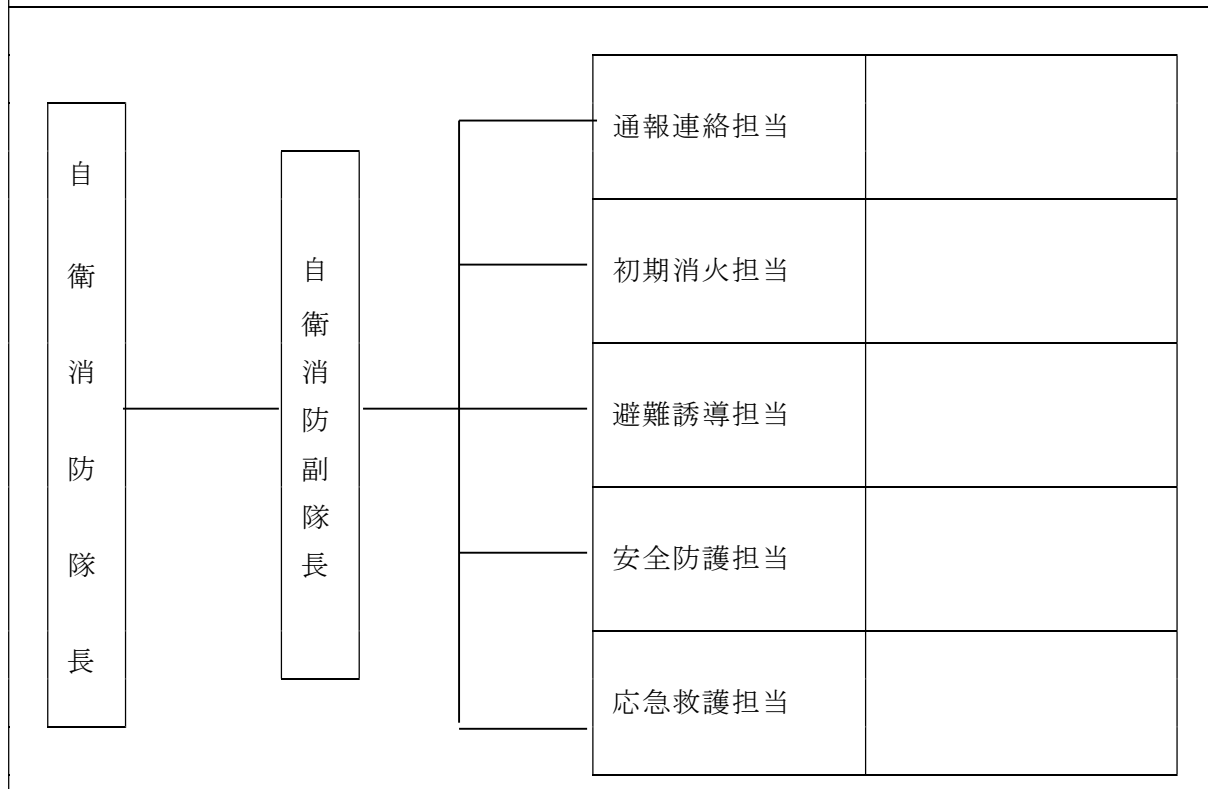 自衛消防隊長
自衛消防副隊長
通報連絡担当
初期消火担当
避難誘導担当
安全防護担当
応急救護担当